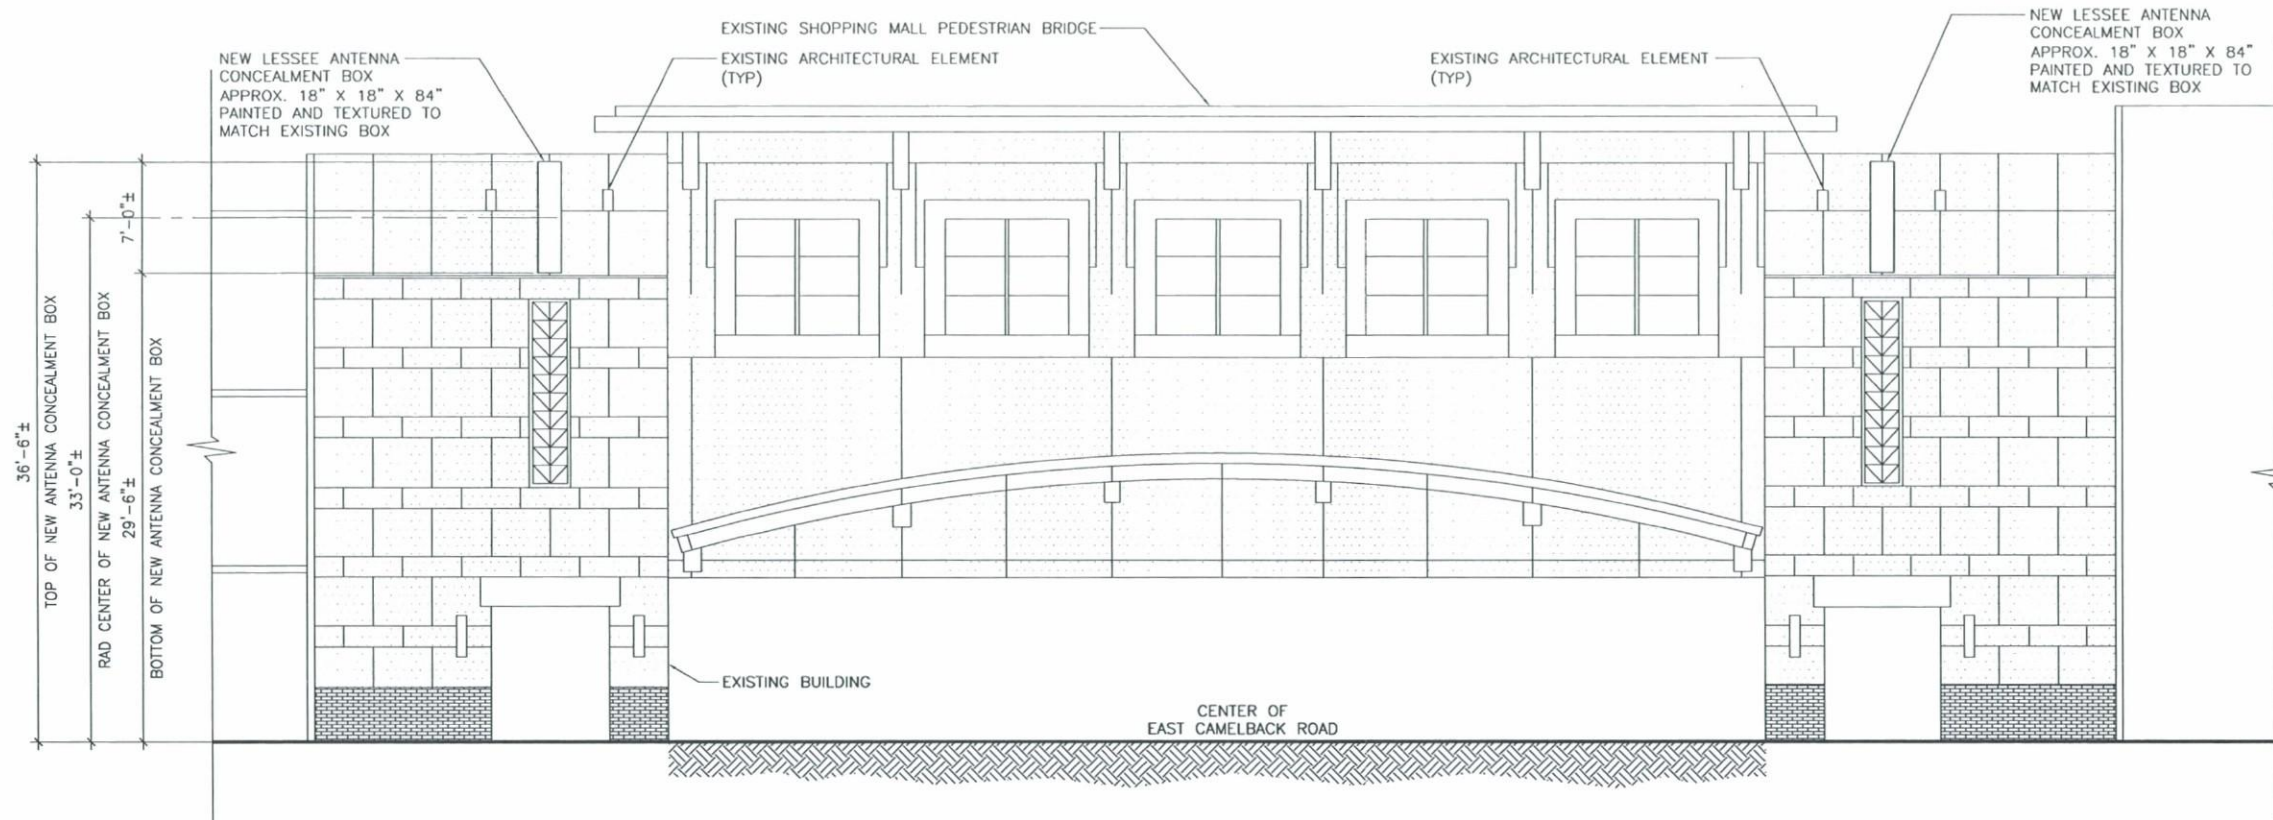 EXISTING SHOPPING MALL PEDESTRIAN BRIDGE
NEW LESSEE ANTENNA
CONCEALMENT BOX
APPROX. 18" X 18" X 84"
PAINTED AND TEXTURED TO
MATCH EXISTING BOX
EXISTING ARCHITECTURAL ELEMENT
(TYP)
EXISTING ARCHITECTURAL ELEMENT
(TYP)
NEW LESSEE ANTENNA
CONCEALMENT BOX
APPROX. 18" X 18" X 84"
PAINTED AND TEXTURED TO
MATCH EXISTING BOX
36'-6"±
TOP OF NEW ANTENNA CONCEALMENT BOX
33'-0"±
RAD CENTER OF NEW ANTENNA CONCEALMENT BOX
29'-6"±
BOTTOM OF NEW ANTENNA CONCEALMENT BOX
7'-0"±
EXISTING BUILDING
CENTER OF
EAST CAMELBACK ROAD